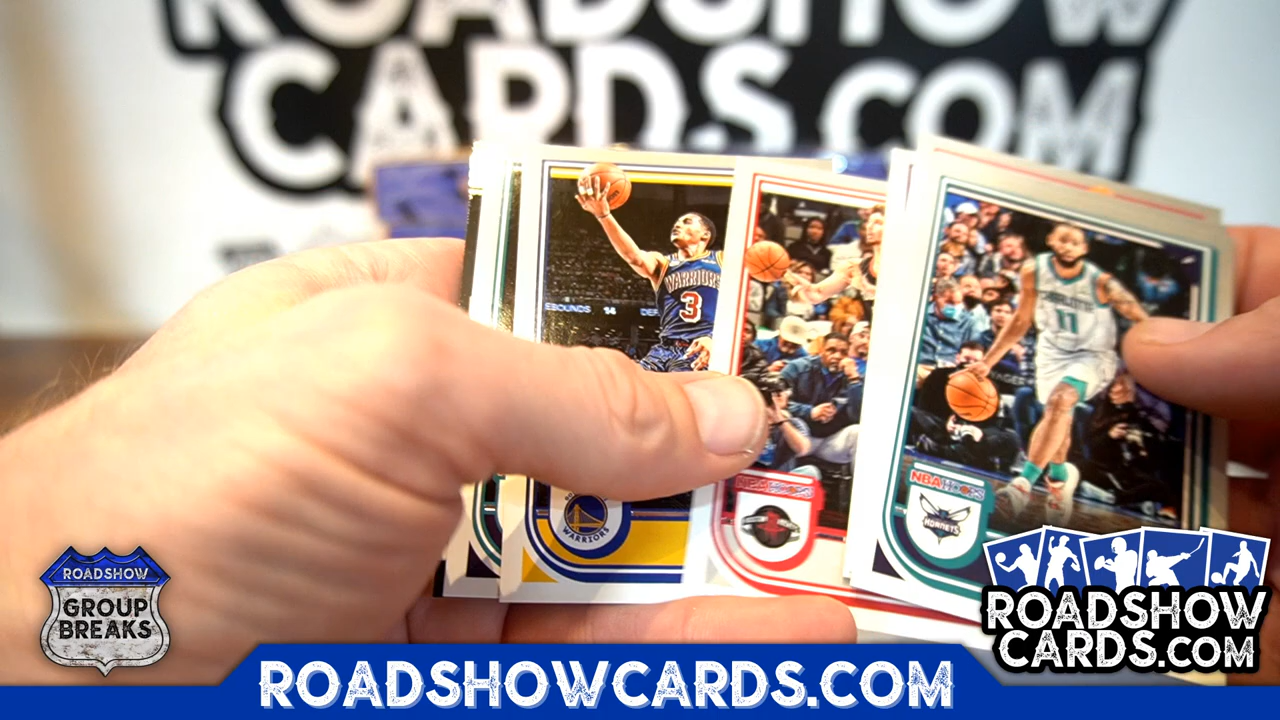 ROADSHOW
CARDS.COM
EBOUNDS 14 DEF
WARRIORS
3
11
NBA HOOPS
WARRIORS
NBA HOOPS
HORNETS
ROADSHOW
GROUP
BREAKS
ROADSHOW
CARDS.COM
ROADSHOWCARDS.COM